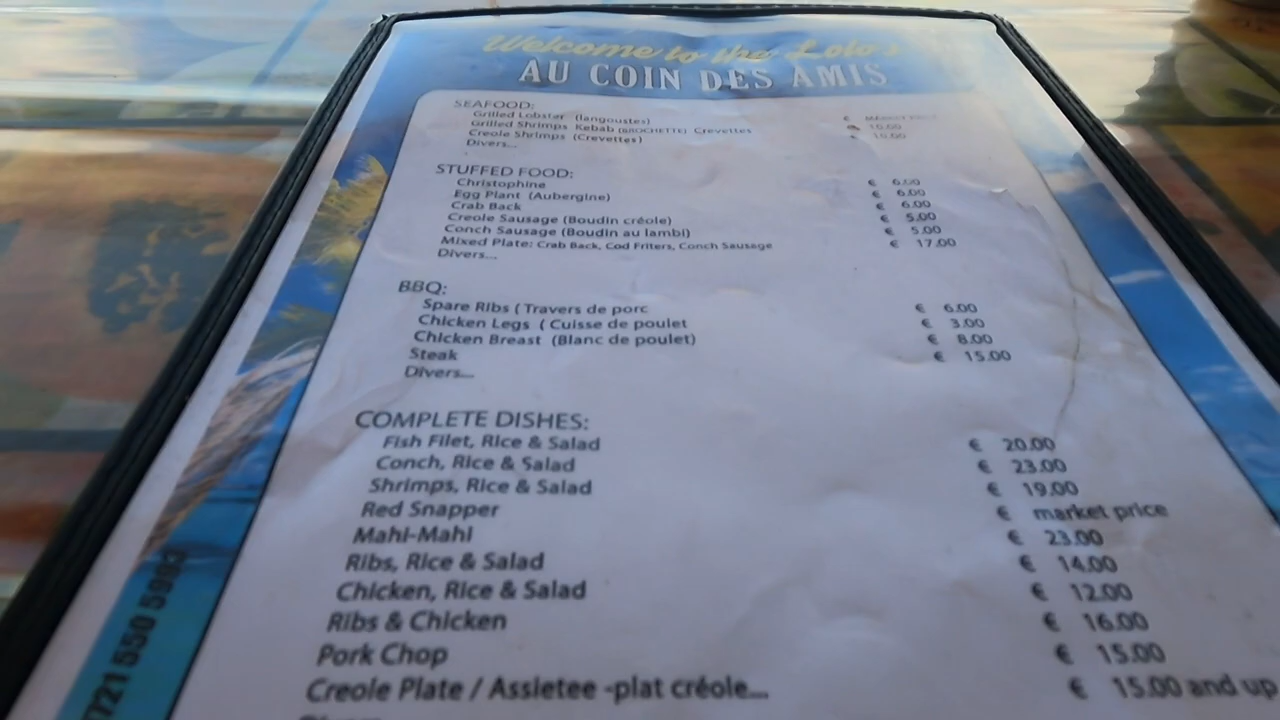 Welcome to the Lolo's
AU COIN DES AMIS
SEAFOOD:
Grilled Lobster (langoustes) € MARKET PRICE
Grilled Shrimps Kebab (BROCHETTE) Crevettes € 10.00
Creole Shrimps (Crevettes)
Divers...
STUFFED FOOD:
Christophine € 6.00
Egg Plant (Aubergine) € 6.00
Crab Back € 6.00
Creole Sausage (Boudin créole) € 5.00
Conch Sausage (Boudin au lambi) € 5.00
Mixed Plate: Crab Back, Cod Friters, Conch Sausage € 17.00
Divers...
BBQ:
Spare Ribs ( Travers de porc € 6.00
Chicken Legs ( Cuisse de poulet € 3.00
Chicken Breast (Blanc de poulet) € 8.00
Steak € 15.00
Divers...
COMPLETE DISHES:
Fish Filet, Rice & Salad € 20.00
Conch, Rice & Salad € 23.00
Shrimps, Rice & Salad € 19.00
Red Snapper € market price
Mahi-Mahi € 23.00
Ribs, Rice & Salad € 14.00
Chicken, Rice & Salad € 12.00
Ribs & Chicken € 16.00
Pork Chop € 15.00
Creole Plate / Assietee -plat créole... € 15.00 and up
721 550